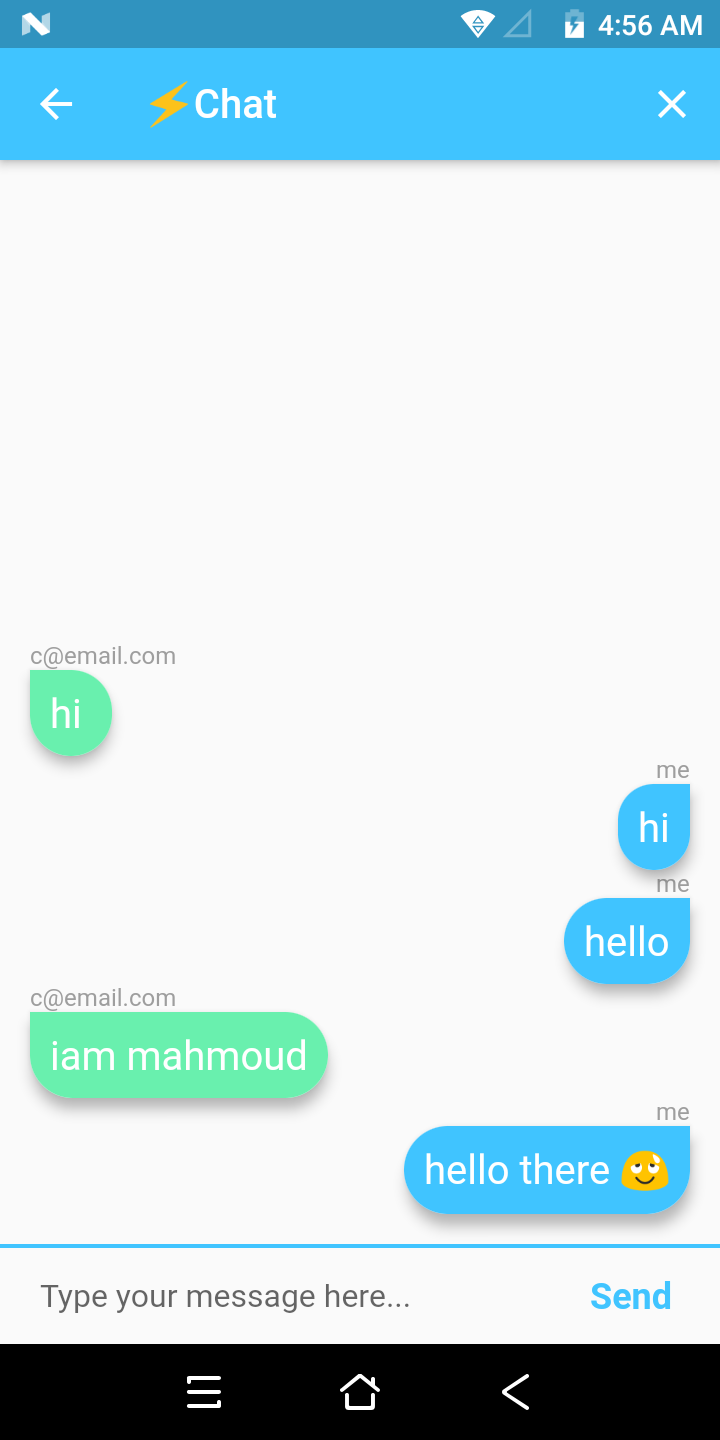 4:56 AM
⚡Chat
c@email.com
hi
me
hi
me
hello
c@email.com
iam mahmoud
me
hello there 😅
Type your message here...
Send